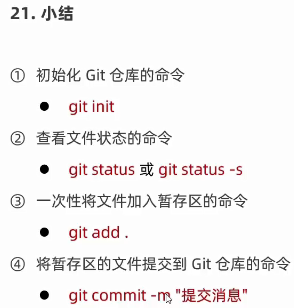 21. 小结
① 初始化 Git 仓库的命令
● git init
② 查看文件状态的命令
● git status 或 git status -s
③ 一次性将文件加入暂存区的命令
● git add .
④ 将暂存区的文件提交到 Git 仓库的命令
● git commit -m "提交消息"